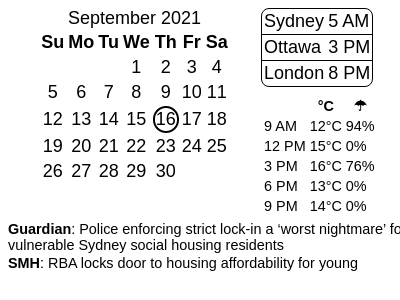 September 2021
Su Mo Tu We Th Fr Sa
1 2 3 4
5 6 7 8 9 10 11
12 13 14 15 16 17 18
19 20 21 22 23 24 25
26 27 28 29 30
Sydney 5 AM
Ottawa 3 PM
London 8 PM
°C ☂
9 AM 12°C 94%
12 PM 15°C 0%
3 PM 16°C 76%
6 PM 13°C 0%
9 PM 14°C 0%
Guardian: Police enforcing strict lock-in a ‘worst nightmare’
vulnerable Sydney social housing residents
SMH: RBA locks door to housing affordability for young